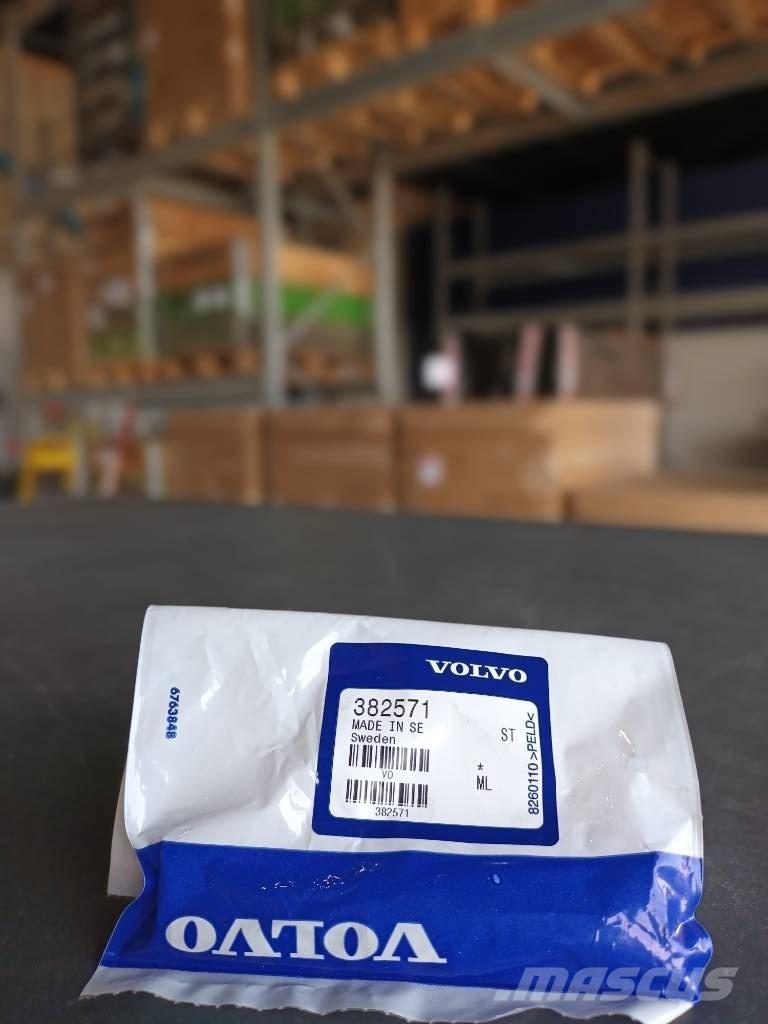 VOLVO
382571
MADE IN SE
Sweden
ST
VO
*
ML
382571
8260110 >PELD<
6763848
VOLVO
MASCUS